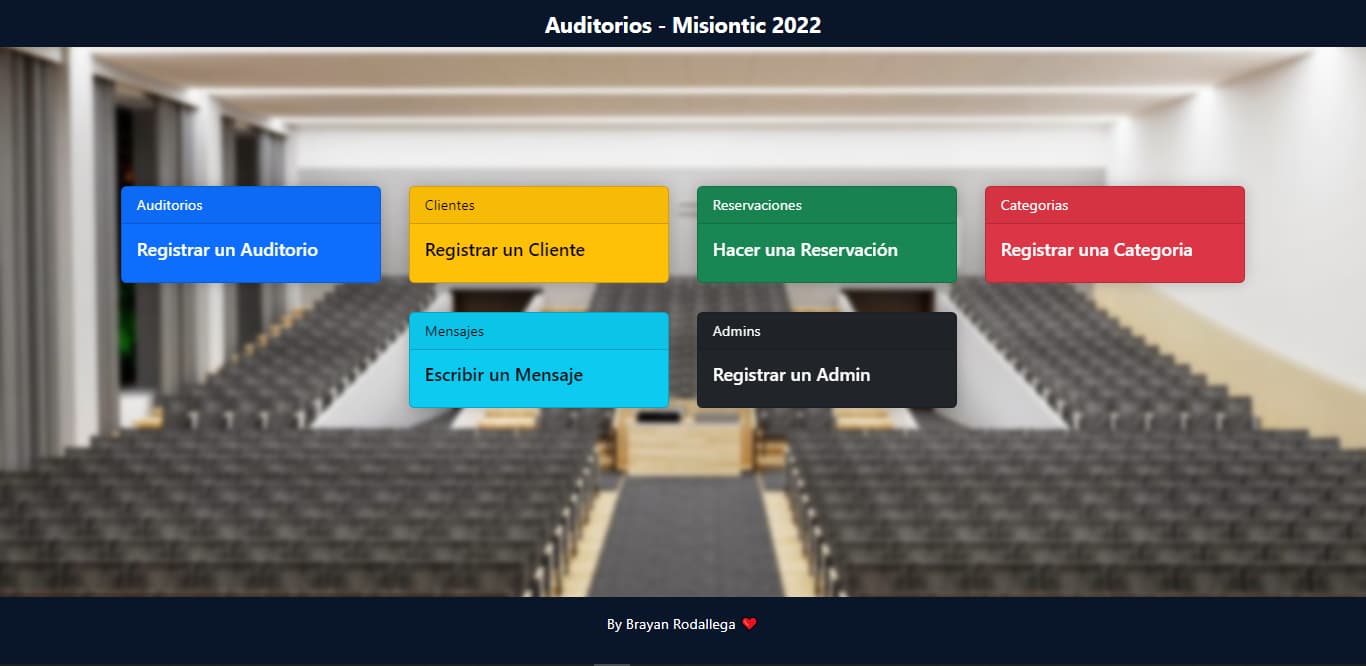 Auditorios - Misiontic 2022
Auditorios
Registrar un Auditorio
Clientes
Registrar un Cliente
Reservaciones
Hacer una Reservación
Categorias
Registrar una Categoria
Mensajes
Escribir un Mensaje
Admins
Registrar un Admin
By Brayan Rodallega ❤️